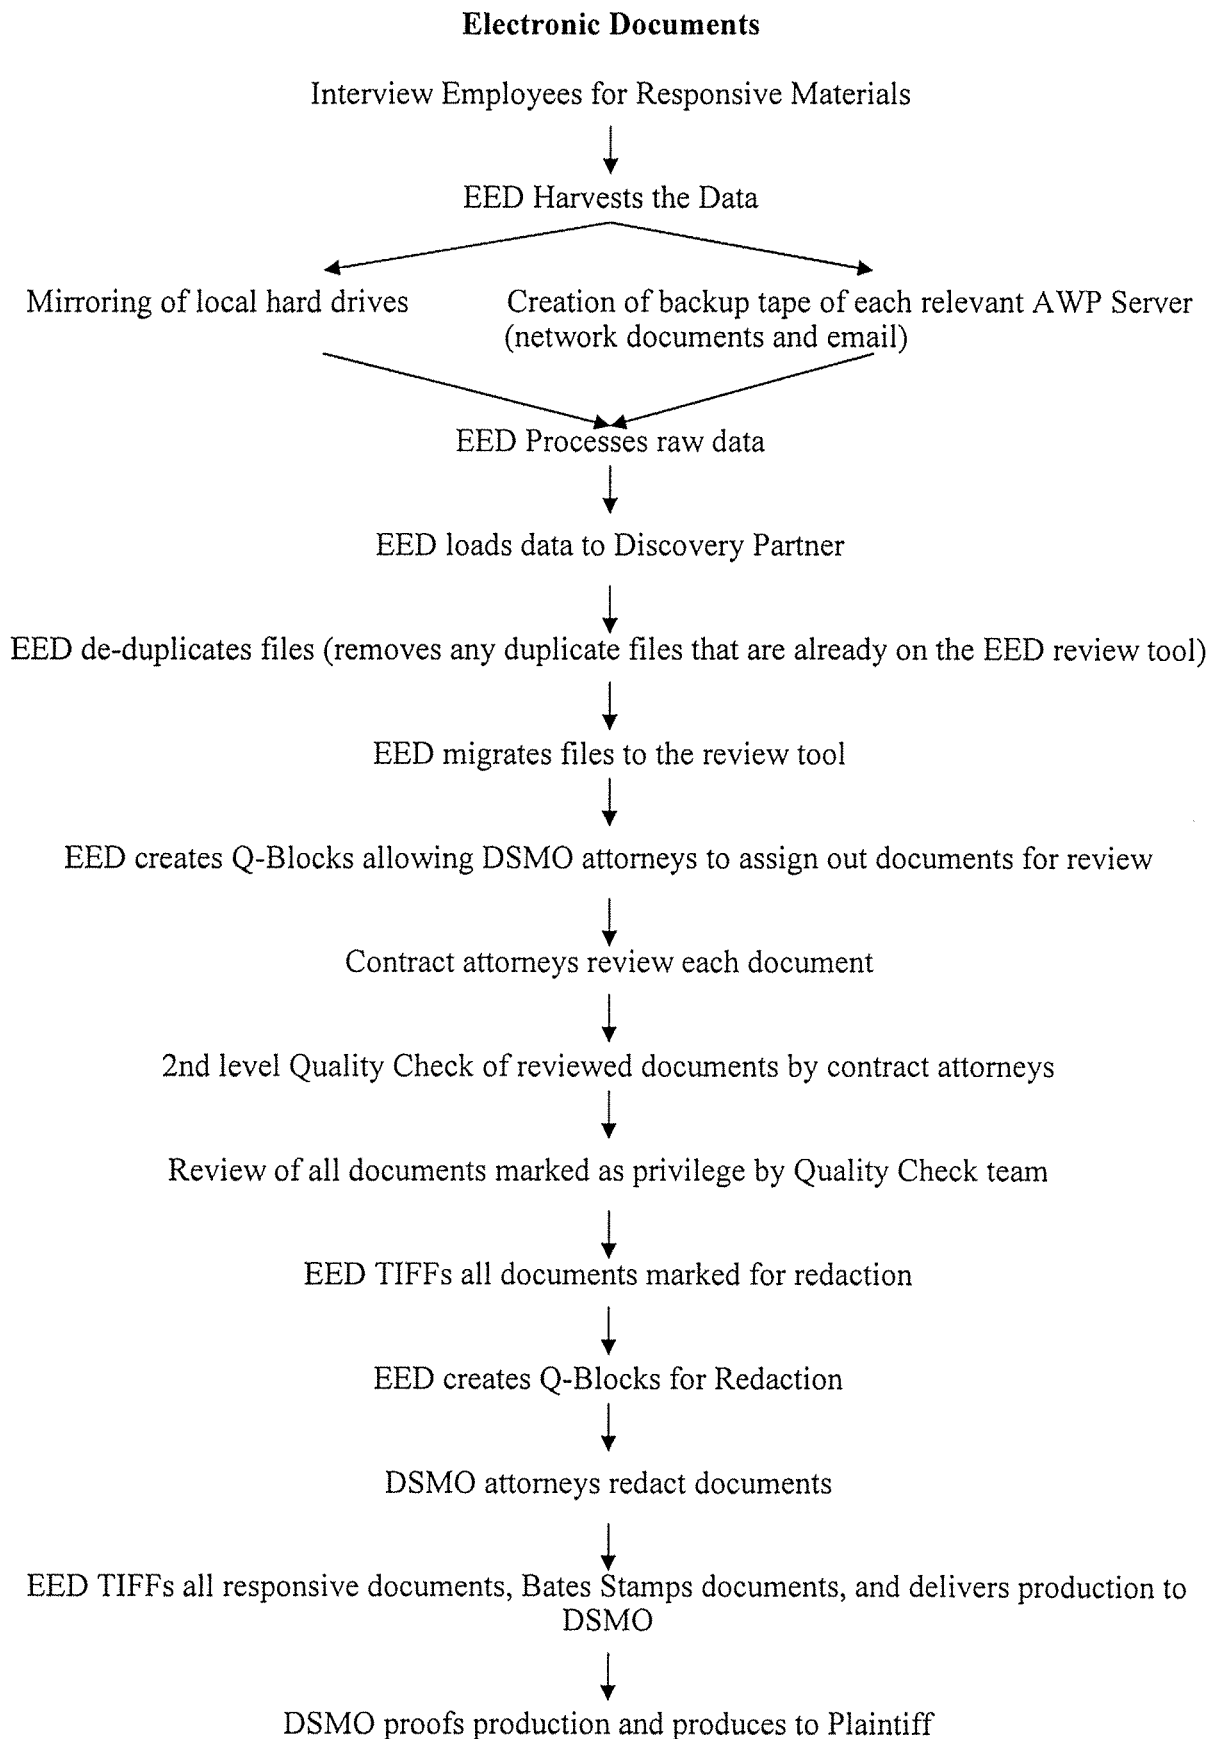 Electronic Documents
Interview Employees for Responsive Materials
EED Harvests the Data
Mirroring of local hard drives
Creation of backup tape of each relevant AWP Server
(network documents and email)
EED Processes raw data
EED loads data to Discovery Partner
EED de-duplicates files (removes any duplicate files that are already on the EED review tool)
EED migrates files to the review tool
EED creates Q-Blocks allowing DSMO attorneys to assign out documents for review
Contract attorneys review each document
2nd level Quality Check of reviewed documents by contract attorneys
Review of all documents marked as privilege by Quality Check team
EED TIFFs all documents marked for redaction
EED creates Q-Blocks for Redaction
DSMO attorneys redact documents
EED TIFFs all responsive documents, Bates Stamps documents, and delivers production to
DSMO
DSMO proofs production and produces to Plaintiff